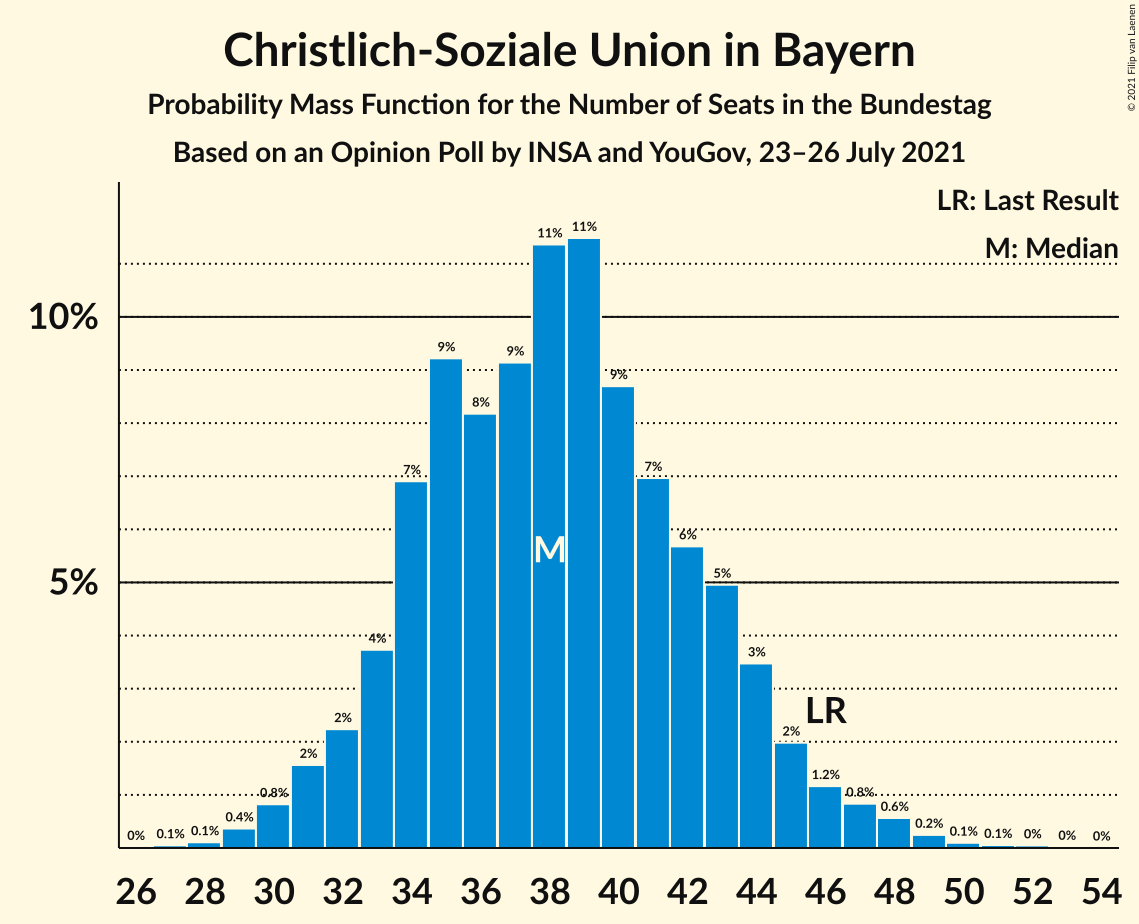 Christlich-Soziale Union in Bayern
Probability Mass Function for the Number of Seats in the Bundestag
Based on an Opinion Poll by INSA and YouGov, 23–26 July 2021
© 2021 Filip van Laenen
LR: Last Result
M: Median
10%
5%
0% 0.1% 0.1% 0.4% 0.8% 2% 2% 4% 7% 9% 8% 9% 11% 11% 9% 7% 6% 5% 3% 2% 1.2% 0.8% 0.6% 0.2% 0.1% 0.1% 0% 0% 0%
M
LR
26 28 30 32 34 36 38 40 42 44 46 48 50 52 54